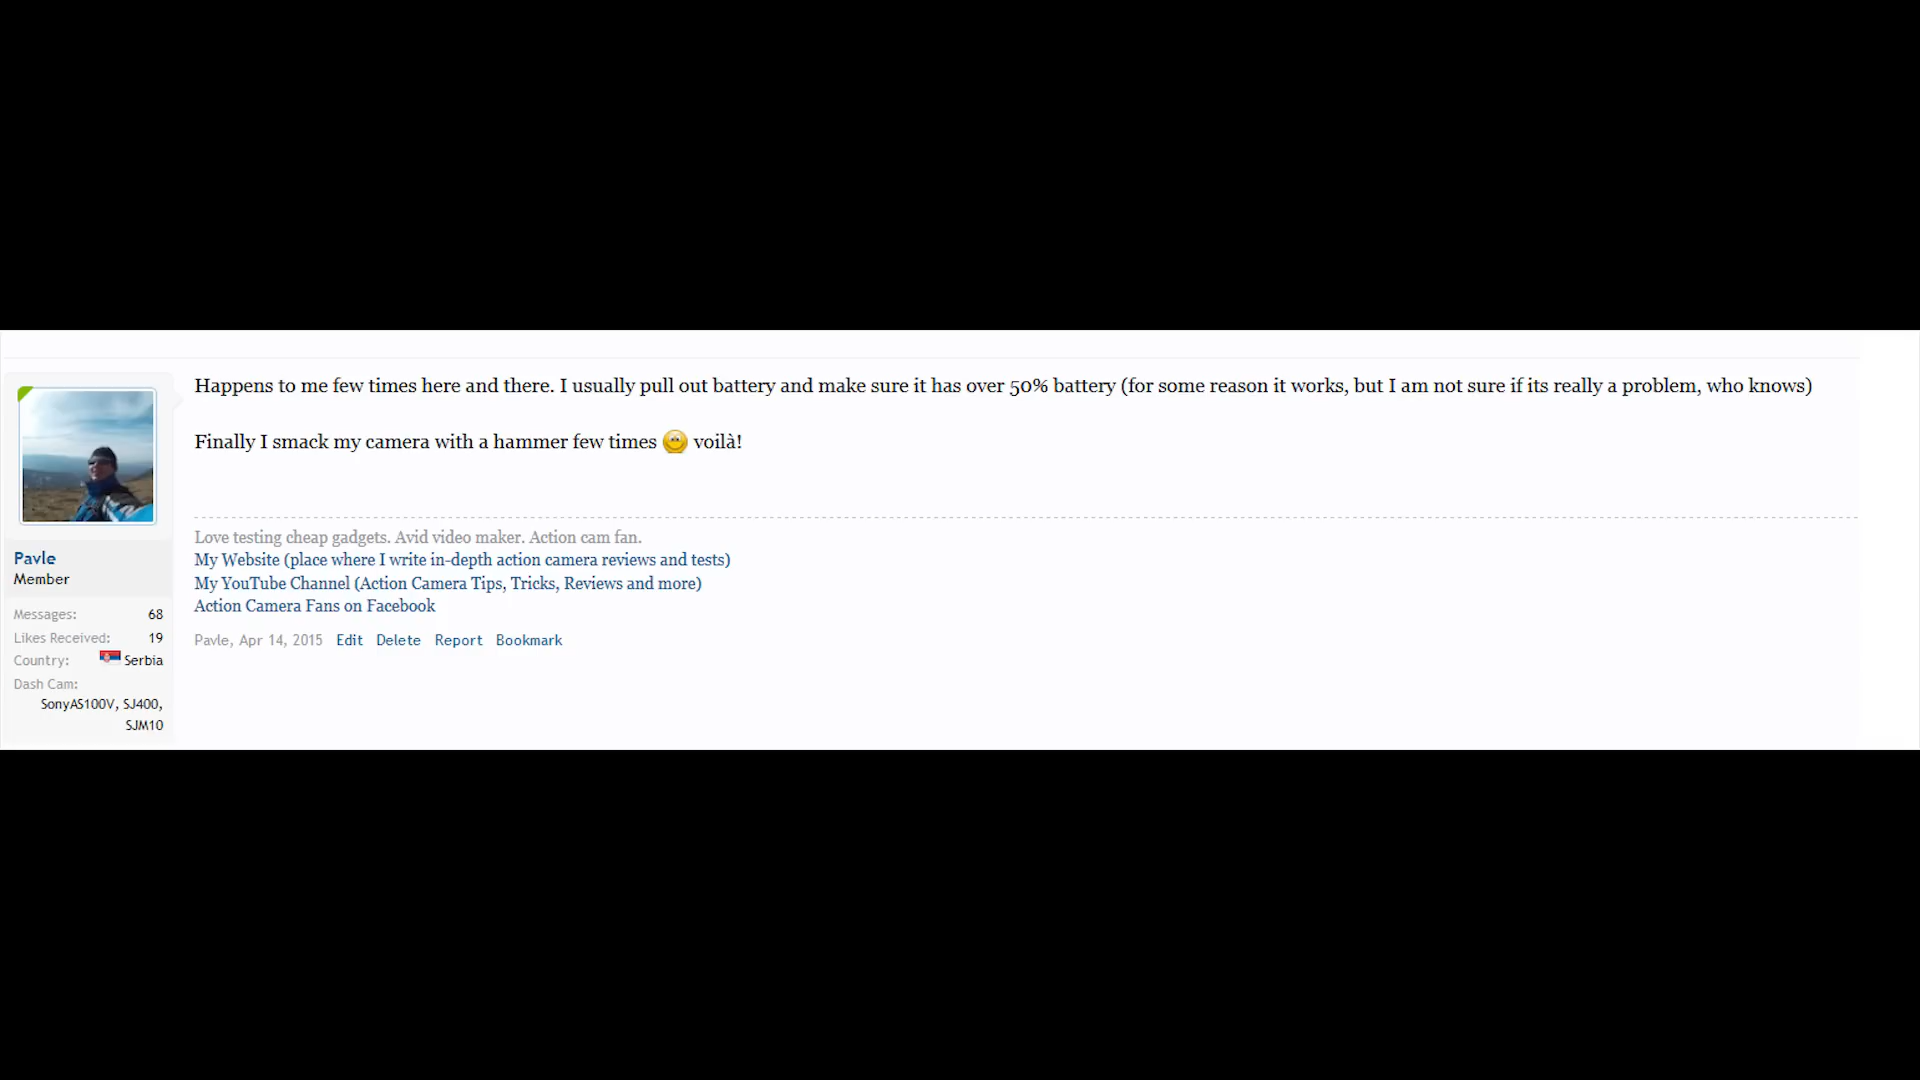 Happens to me few times here and there. I usually pull out battery and make sure it has over 50% battery (for some reason it works, but I am not sure if its really a problem, who knows)
Finally I smack my camera with a hammer few times voilà!
Love testing cheap gadgets. Avid video maker. Action cam fan.
My Website (place where I write in-depth action camera reviews and tests)
My YouTube Channel (Action Camera Tips, Tricks, Reviews and more)
Action Camera Fans on Facebook
Pavle, Apr 14, 2015 Edit Delete Report Bookmark
Pavle
Member
Messages: 68
Likes Received: 19
Country: Serbia
Dash Cam:
SonyAS100V, SJ400,
SJM10